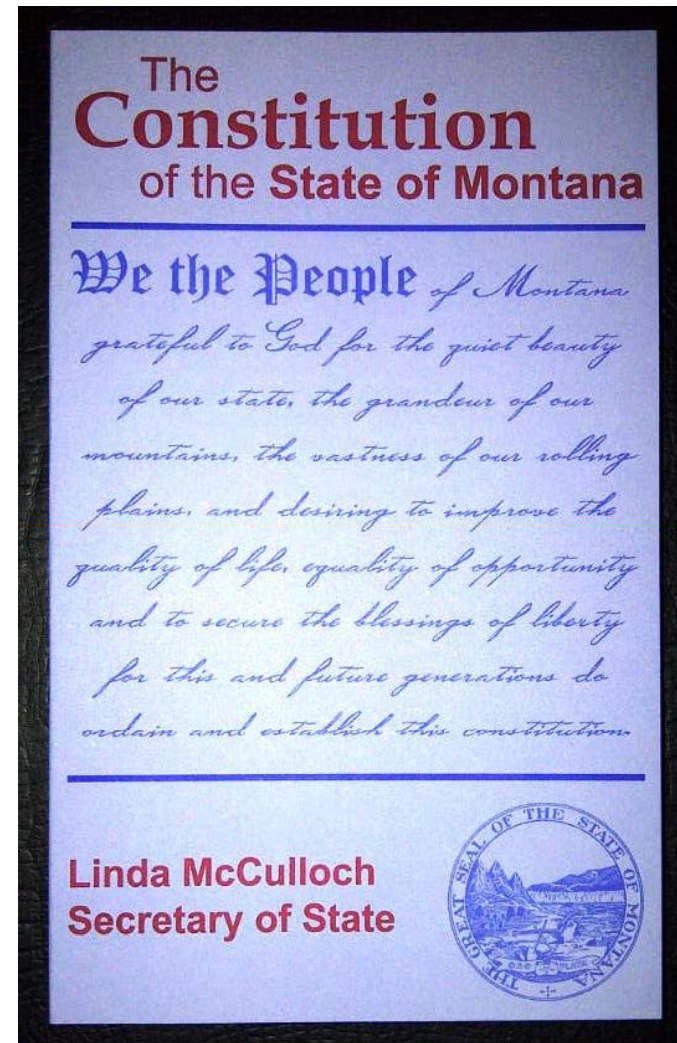 The
Constitution
of the State of Montana
We the People of Montana
grateful to God for the quiet beauty
of our state, the grandeur of our
mountains, the vastness of our rolling
plains, and desiring to improve the
quality of life, equality of opportunity
and to secure the blessings of liberty
for this and future generations do
ordain and establish this constitution.
Linda McCulloch
Secretary of State
THE GREAT SEAL OF THE STATE OF MONTANA
ORO Y PLATA